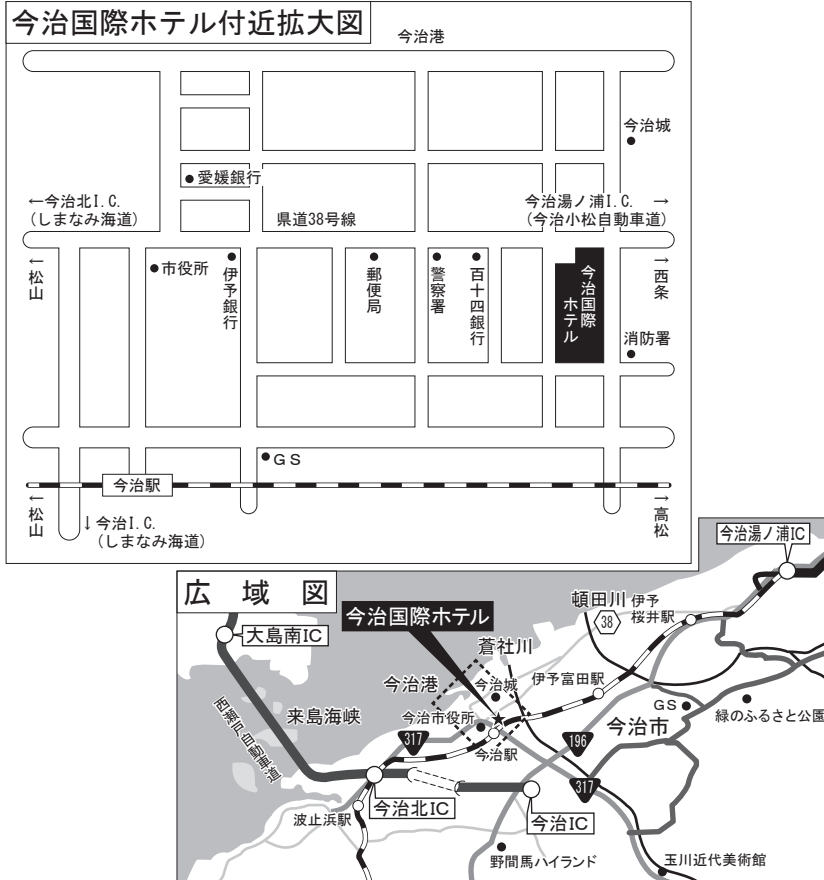 今治国際ホテル付近拡大図
今治港
今治城
愛媛銀行
←今治北I.C.
(しまなみ海道)
県道38号線
今治湯ノ浦I.C. →
(今治小松自動車道)
←松山
市役所
伊予銀行
郵便局
警察署
百十四銀行
今治国際
ホテル
→西条
消防署
GS
今治駅
←松山
↓今治I.C.
(しまなみ海道)
→高松
広域図
今治湯ノ浦IC
今治国際ホテル
頓田川
38
伊予
桜井駅
大島南IC
蒼社川
今治港
今治城
伊予富田駅
西瀬戸自動車道
来島海峡
今治市役所
GS
緑のふるさと公園
今治市
317
今治駅
196
317
今治北IC
波止浜駅
今治IC
野間馬ハイランド
玉川近代美術館